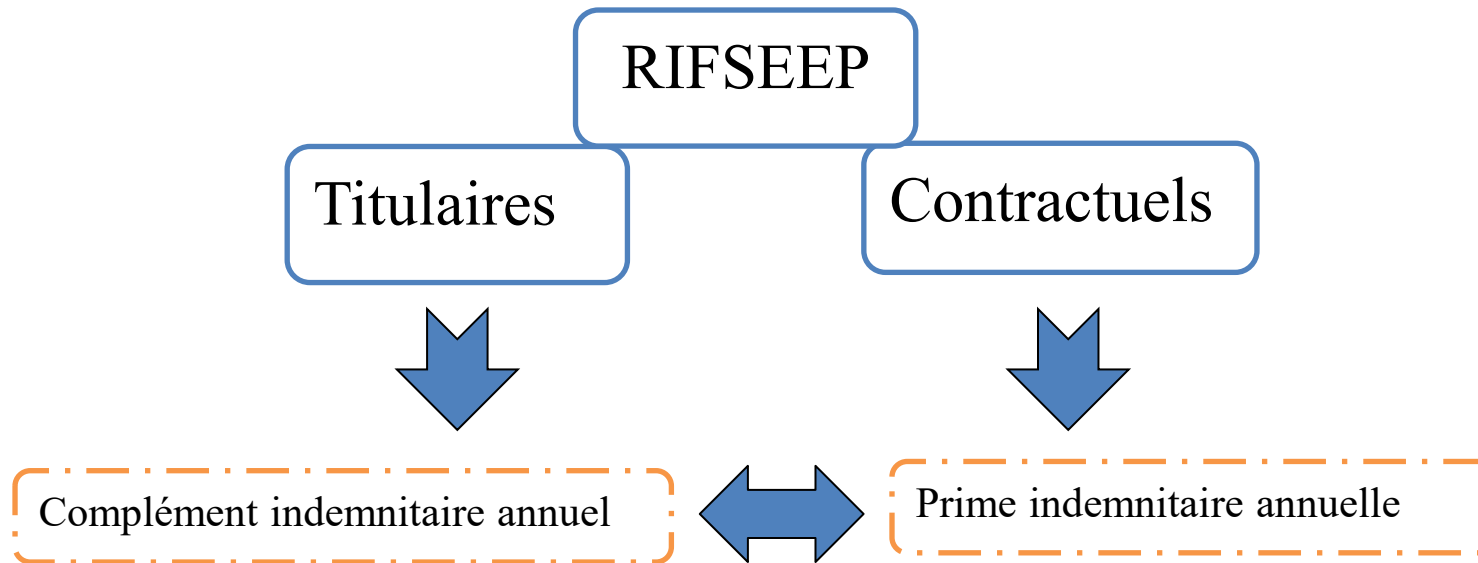 RIFSEEP
Titulaires
Contractuels
Complément indemnitaire annuel
Prime indemnitaire annuelle